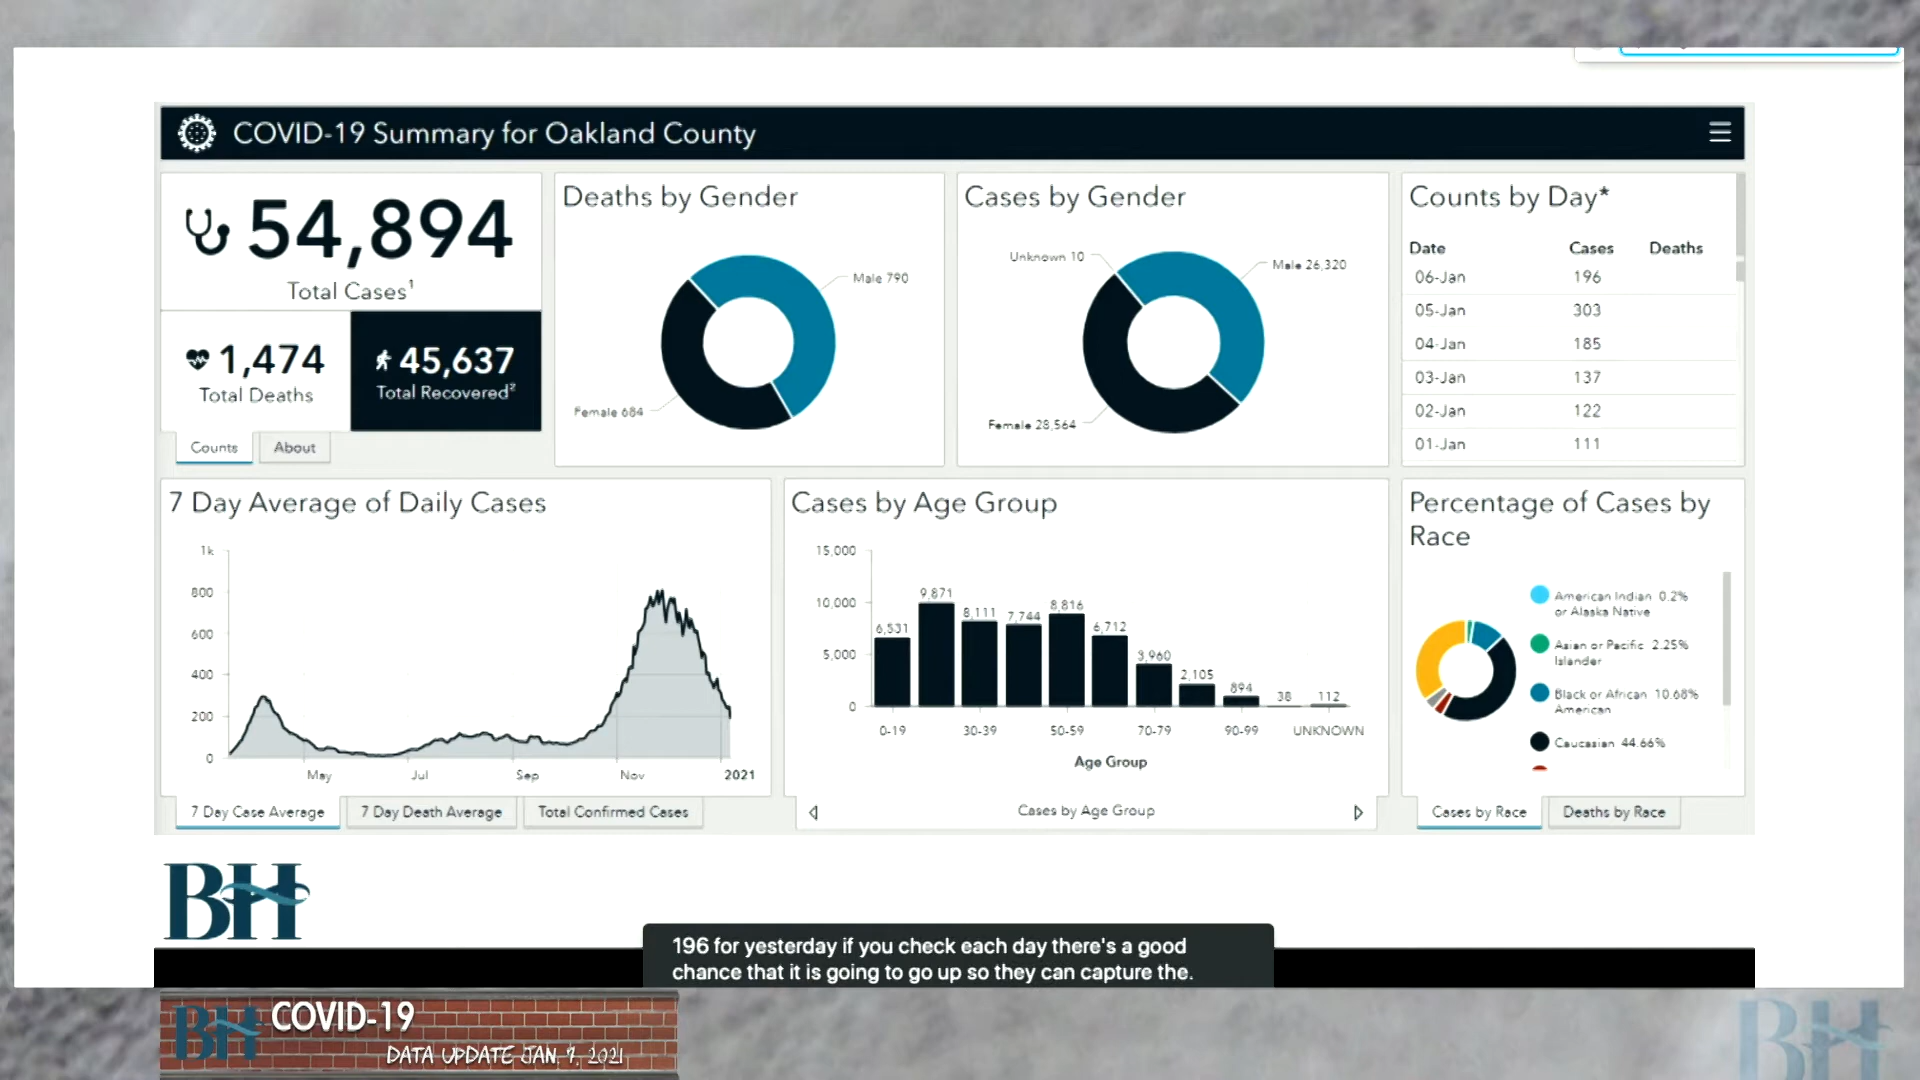 COVID-19 Summary for Oakland County
54,894
Total Cases¹
1,474
Total Deaths
45,637
Total Recovered²
Counts
About
Deaths by Gender
Male 790
Female 684
Cases by Gender
Unknown 10
Male 26,320
Female 28,564
Counts by Day*
Date Cases Deaths
06-Jan 196
05-Jan 303
04-Jan 185
03-Jan 137
02-Jan 122
01-Jan 111
7 Day Average of Daily Cases
1k
800
600
400
200
0
May Jul Sep Nov 2021
7 Day Case Average
7 Day Death Average
Total Confirmed Cases
Cases by Age Group
15,000
10,000
5,000
0
6,531 9,871 8,111 7,744 8,816 6,712 3,960 2,105 894 38 112
0-19 30-39 50-59 70-79 90-99 UNKNOWN
Age Group
Cases by Age Group
Percentage of Cases by
Race
American Indian 0.2%
or Alaska Native
Asian or Pacific 2.25%
Islander
Black or African 10.68%
American
Caucasian 44.66%
Cases by Race
Deaths by Race
BH
196 for yesterday if you check each day there's a good
chance that it is going to go up so they can capture the.
BH
COVID-19
DATA UPDATE JAN. 7, 2021
BH